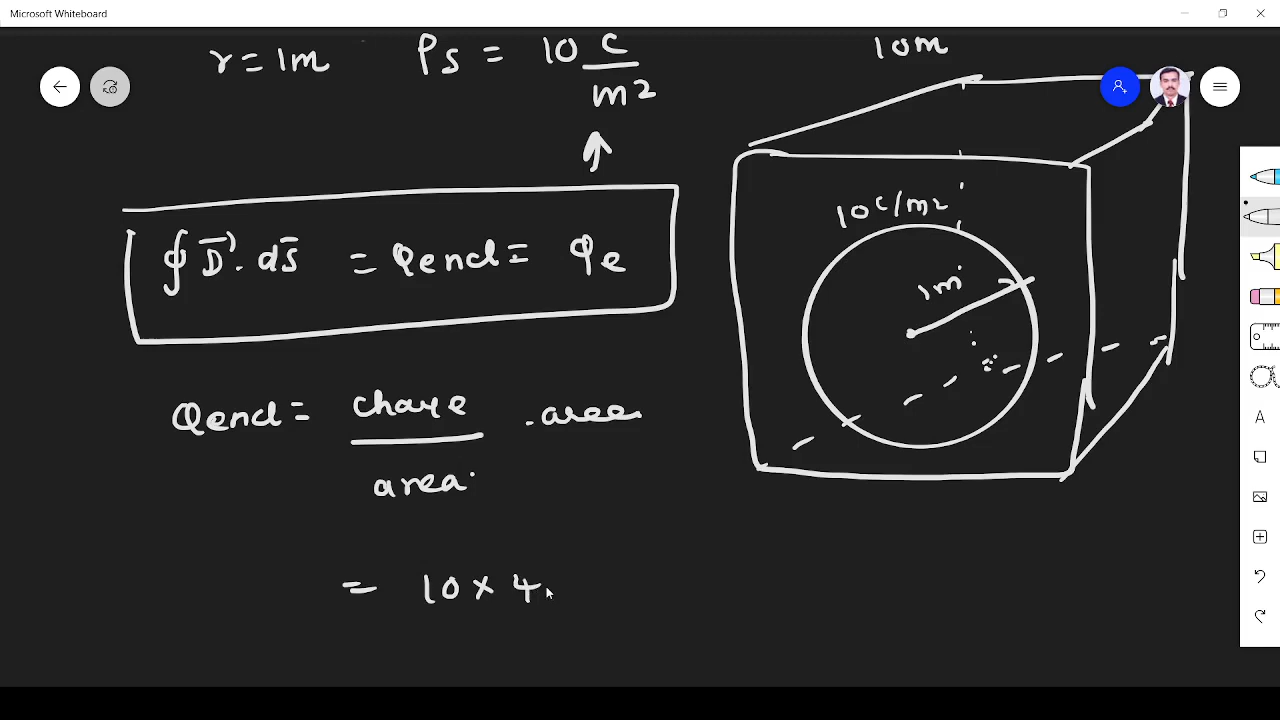 Microsoft Whiteboard
r = 1m ρs = 10 C/m2
10m
10 C/m2
1m
∮ D . ds = Qencl = Qe
Qencl = charge/area . area
= 10 × 4
A